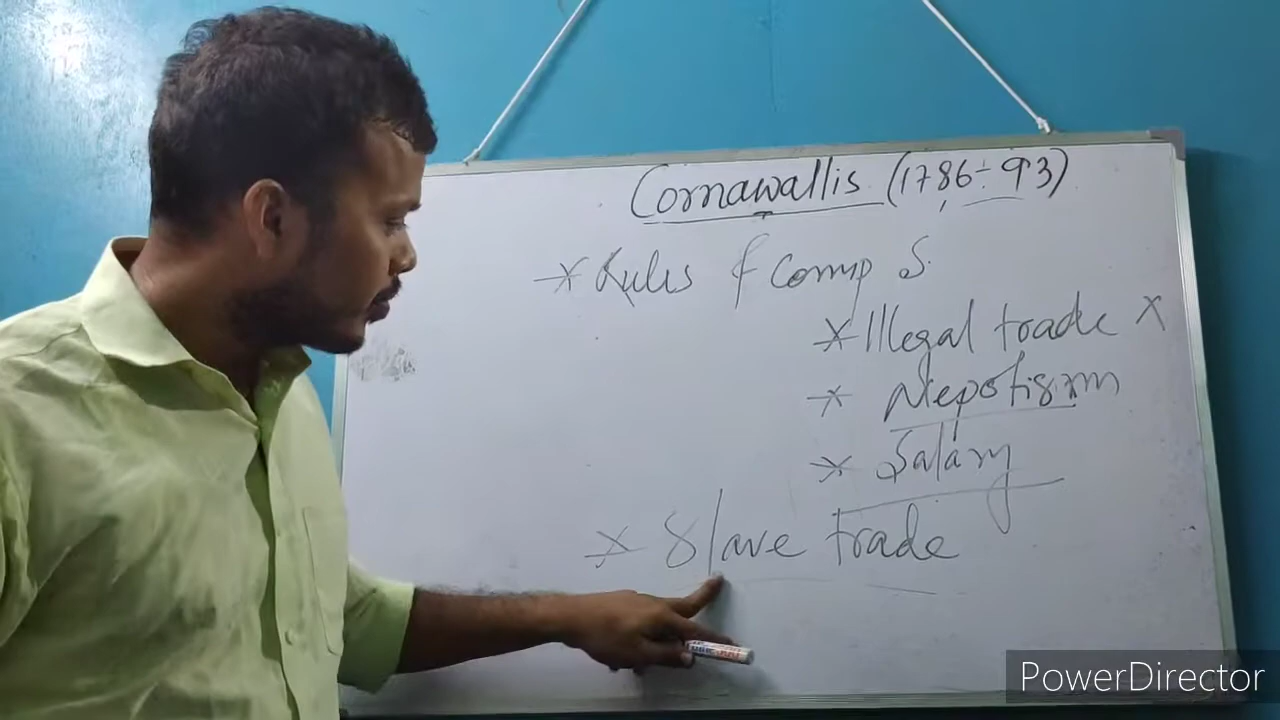 Cornawallis (1786-93)
* Rules of Comp S.
* Illegal trade x
* Nepotism
* Salary
* Slave trade
PowerDirector